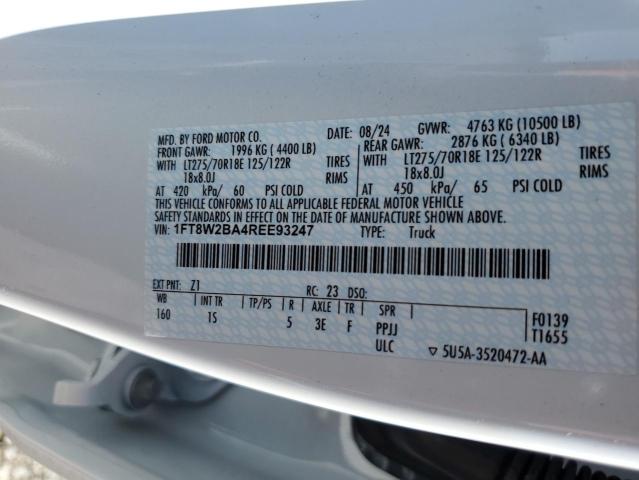 MFD. BY FORD MOTOR CO.
08/24
GVWR: 4763 KG (10500 LB)
FRONT GAWR: 1996 KG ( 4400 LB)
REAR GAWR: 2876 KG ( 6340 LB)
WITH LT275/70R18E 125/122R TIRES
WITH LT275/70R18E 125/122R TIRES
18x8.0J RIMS
18x8.0J RIMS
AT 420 kPa/ 60 PSI COLD
AT 450 kPa/ 65 PSI COLD
THIS VEHICLE CONFORMS TO ALL APPLICABLE FEDERAL MOTOR VEHICLE
SAFETY STANDARDS IN EFFECT ON THE DATE OF MANUFACTURE SHOWN ABOVE.
VIN: 1FT8W2BA4REE93247
TYPE: Truck
EXT PNT: Z1
RC: 23 DSO:
WB INT TR TP/PS R AXLE TR SPR
160 1S 5 3E F PPJJ
ULC
F0139
T1655
▽ 5U5A-3520472-AA